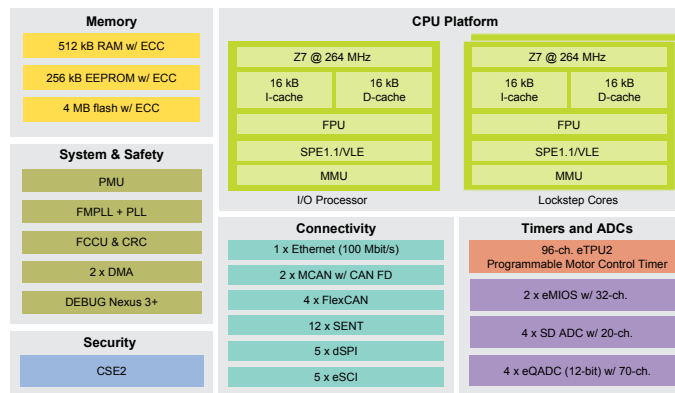 Memory
512 kB RAM w/ ECC
256 kB EEPROM w/ ECC
4 MB flash w/ ECC
System & Safety
PMU
FMPLL + PLL
FCCU & CRC
2 x DMA
DEBUG Nexus 3+
Security
CSE2
CPU Platform
Z7 @ 264 MHz
16 kB
I-cache
16 kB
D-cache
FPU
SPE1.1/VLE
MMU
I/O Processor
Z7 @ 264 MHz
16 kB
I-cache
16 kB
D-cache
FPU
SPE1.1/VLE
MMU
Lockstep Cores
Connectivity
1 x Ethernet (100 Mbit/s)
2 x MCAN w/ CAN FD
4 x FlexCAN
12 x SENT
5 x dSPI
5 x eSCI
Timers and ADCs
96-ch. eTPU2
Programmable Motor Control Timer
2 x eMIOS w/ 32-ch.
4 x SD ADC w/ 20-ch.
4 x eQADC (12-bit) w/ 70-ch.